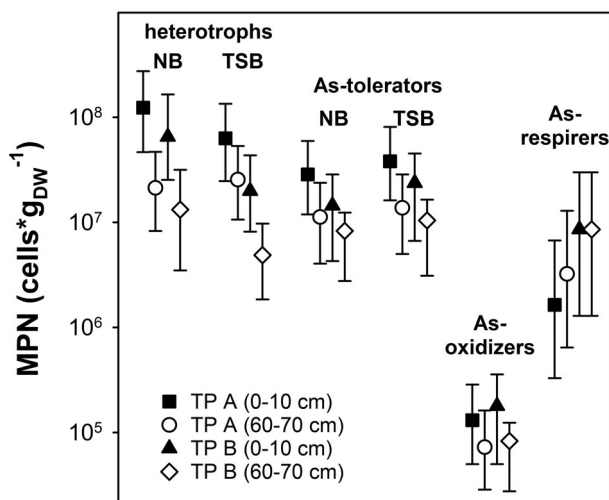 heterotrophs
NB TSB
As-tolerators
NB TSB
As-
respirers
As-
oxidizers
MPN (cells*g_DW^-1)
10^8
10^7
10^6
10^5
TP A (0-10 cm)
TP A (60-70 cm)
TP B (0-10 cm)
TP B (60-70 cm)